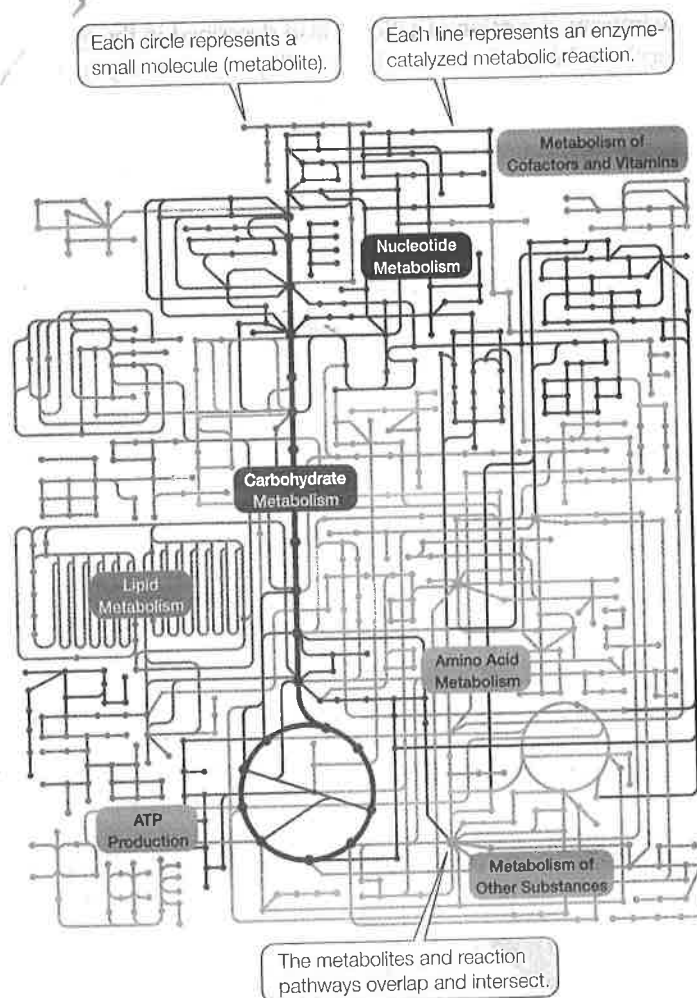 Each circle represents a
small molecule (metabolite).
Each line represents an enzyme-
catalyzed metabolic reaction.
Metabolism of
Cofactors and Vitamins
Nucleotide
Metabolism
Carbohydrate
Metabolism
Lipid
Metabolism
Amino Acid
Metabolism
ATP
Production
Metabolism of
Other Substances
The metabolites and reaction
pathways overlap and intersect.